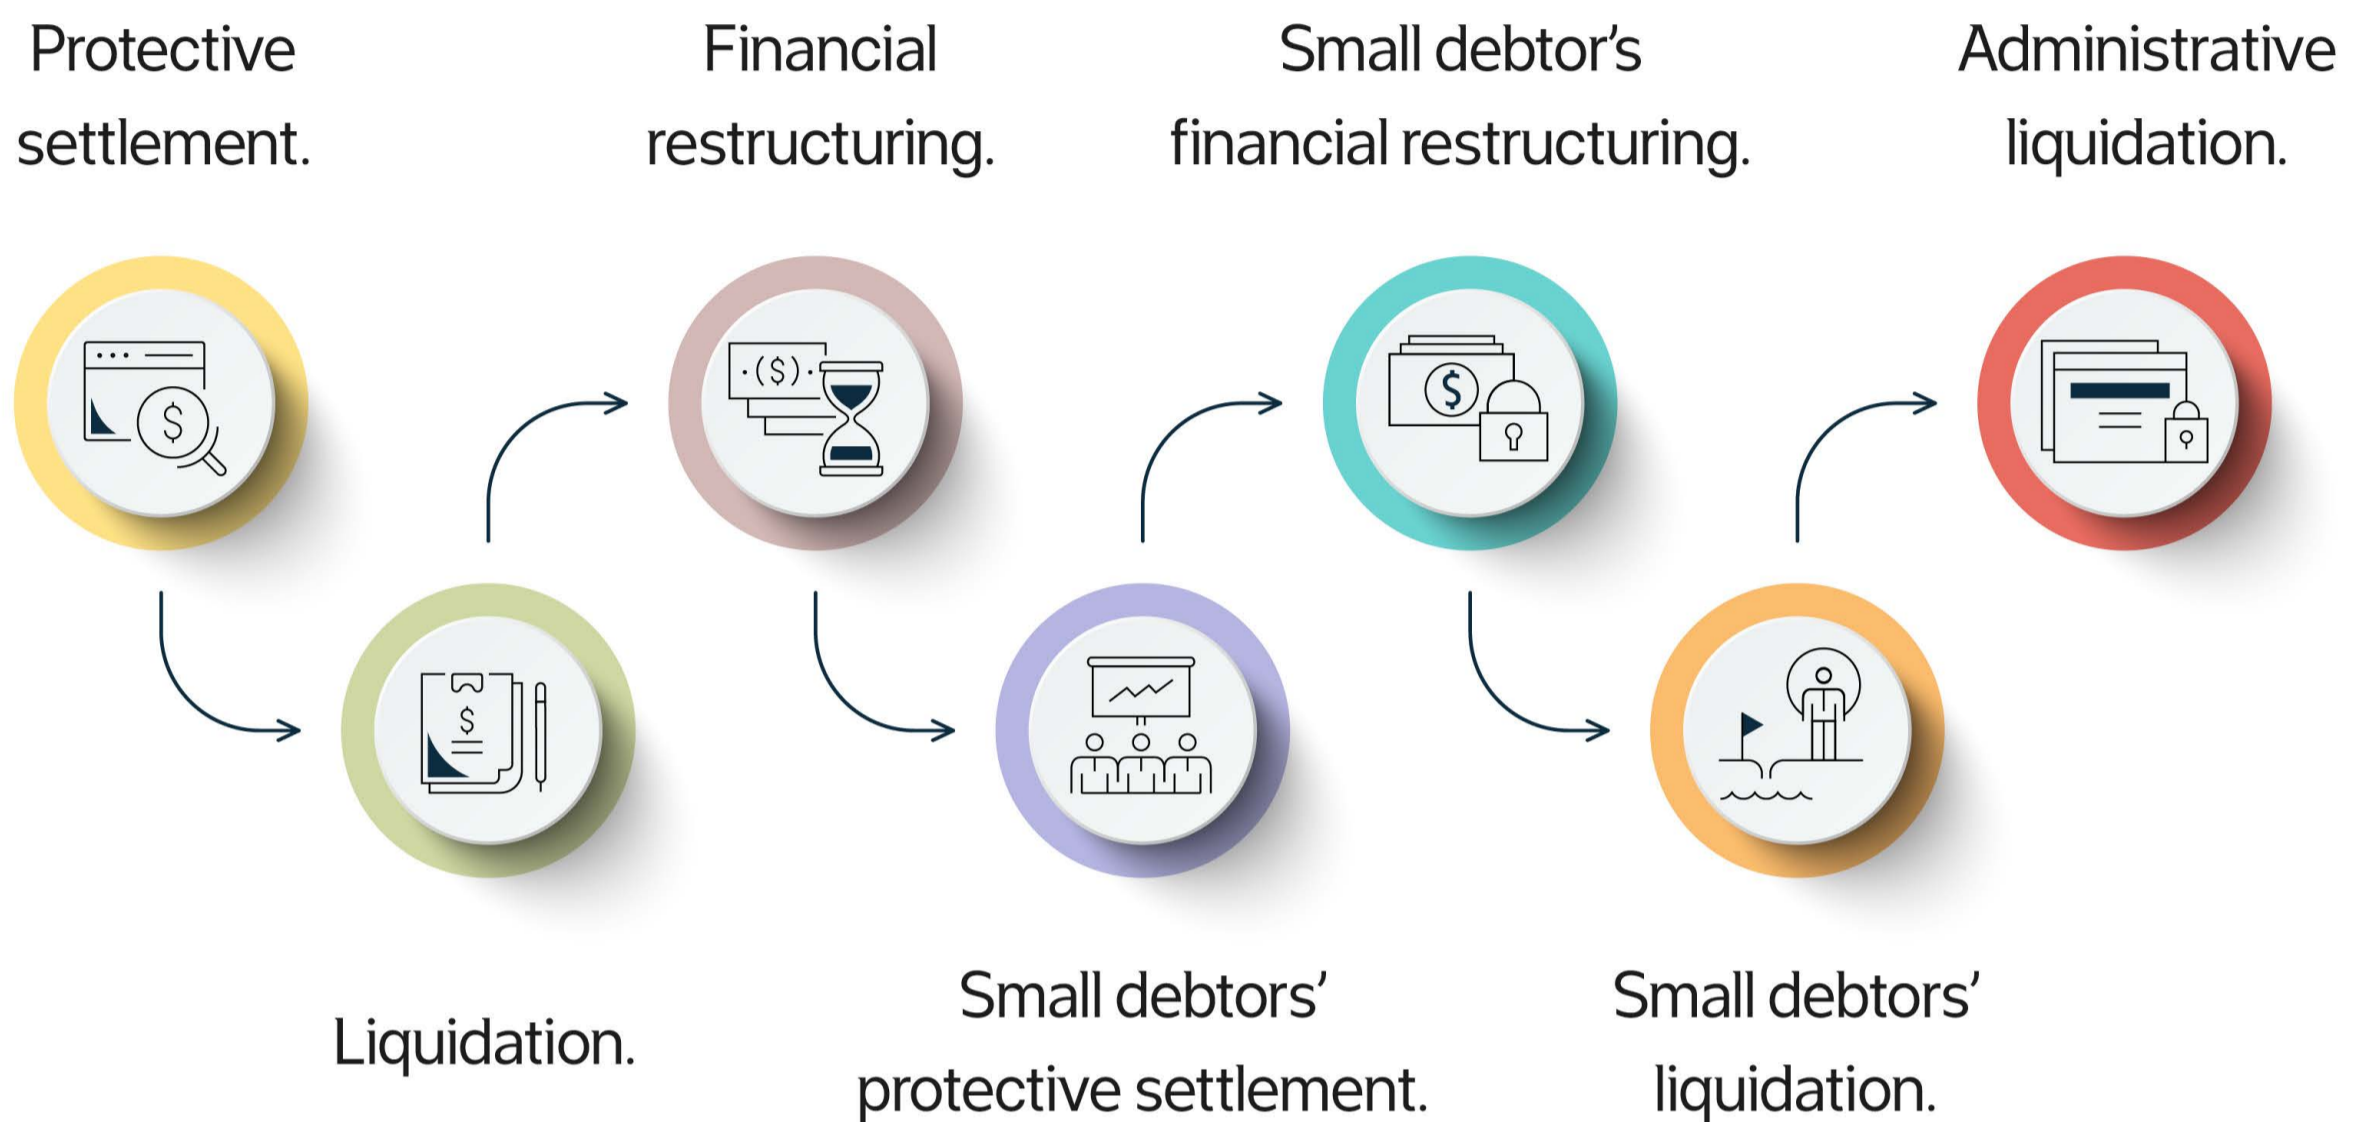 Protective
settlement.
Liquidation.
Financial
restructuring.
Small debtors’
protective settlement.
Small debtor’s
financial restructuring.
Small debtors’
liquidation.
Administrative
liquidation.
$
$
($)
$